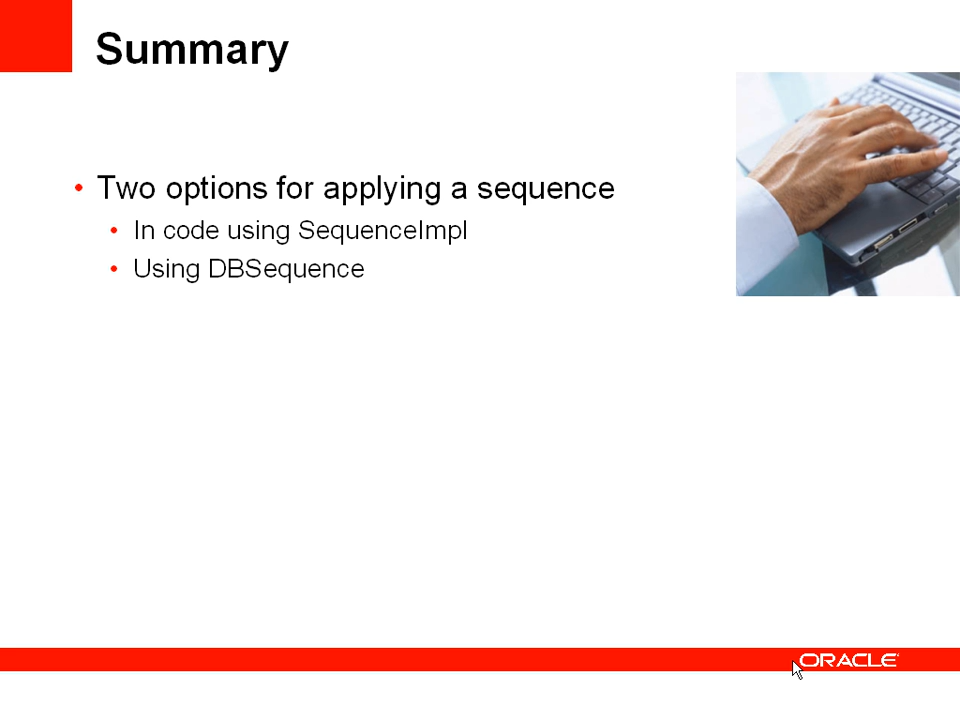 Summary
• Two options for applying a sequence
• In code using SequenceImpl
• Using DBSequence
ORACLE